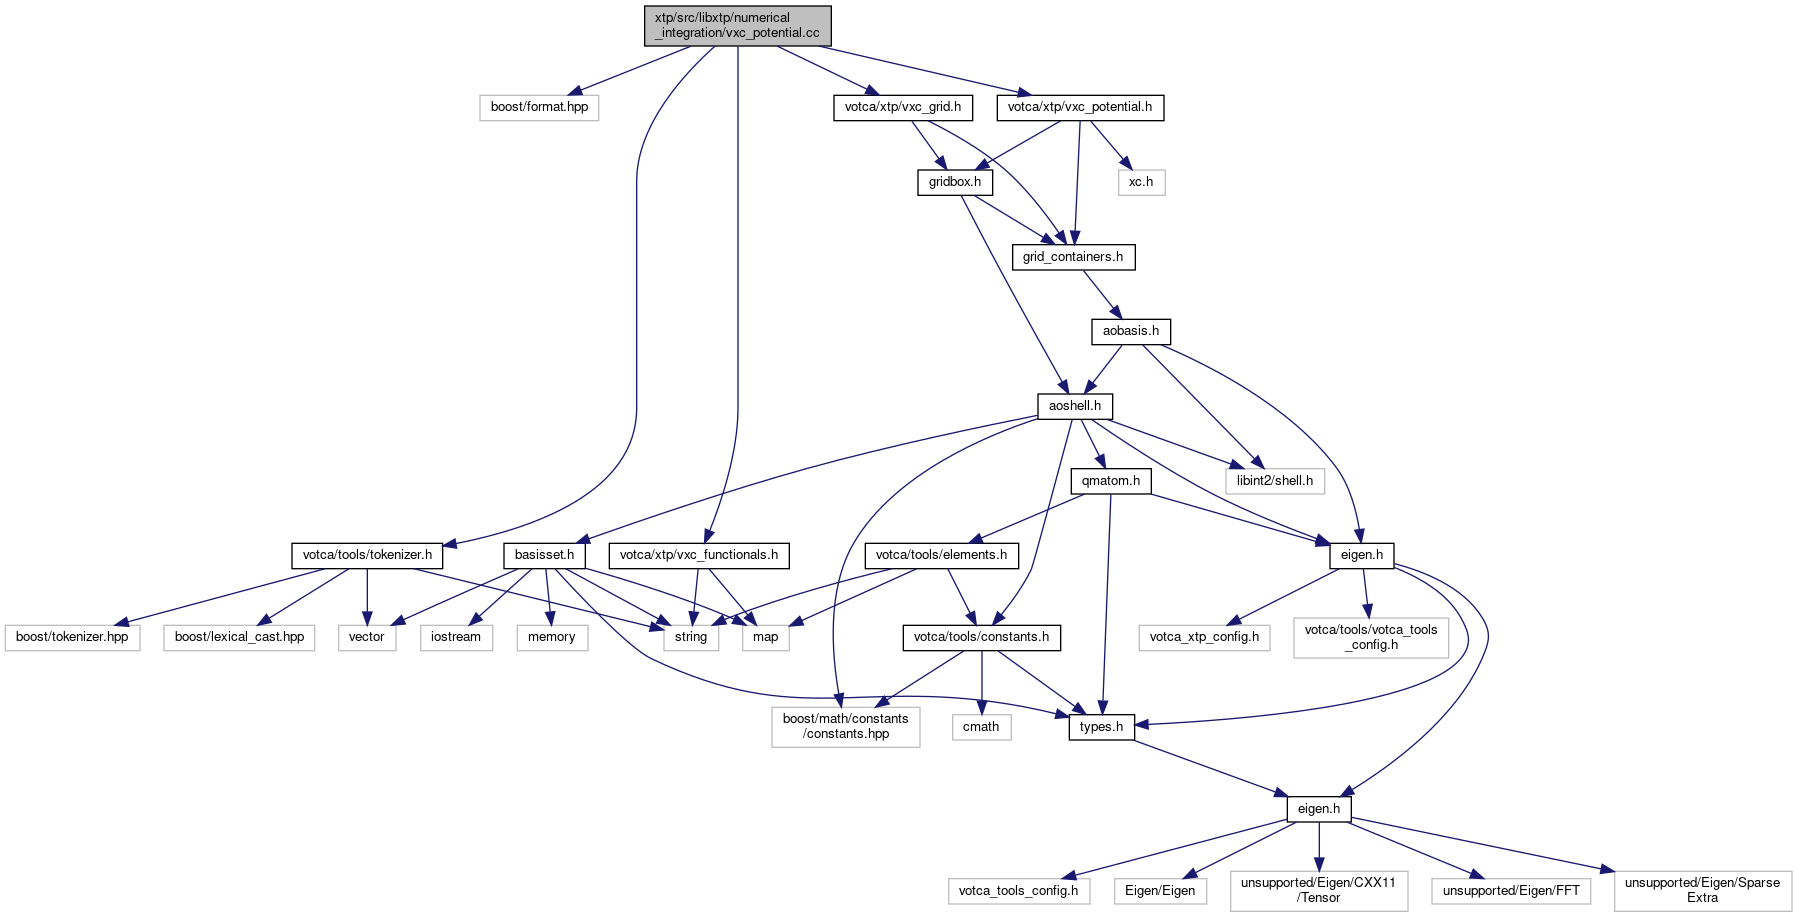 xtp/src/libxtp/numerical
_integration/vxc_potential.cc
boost/format.hpp
votca/xtp/vxc_grid.h
votca/xtp/vxc_potential.h
gridbox.h
xc.h
grid_containers.h
aobasis.h
aoshell.h
qmatom.h
libint2/shell.h
votca/tools/tokenizer.h
basisset.h
votca/xtp/vxc_functionals.h
votca/tools/elements.h
eigen.h
boost/tokenizer.hpp
boost/lexical_cast.hpp
vector
iostream
memory
string
map
votca/tools/constants.h
votca_xtp_config.h
votca/tools/votca_tools
_config.h
boost/math/constants
/constants.hpp
cmath
types.h
eigen.h
votca_tools_config.h
Eigen/Eigen
unsupported/Eigen/CXX11
/Tensor
unsupported/Eigen/FFT
unsupported/Eigen/Sparse
Extra